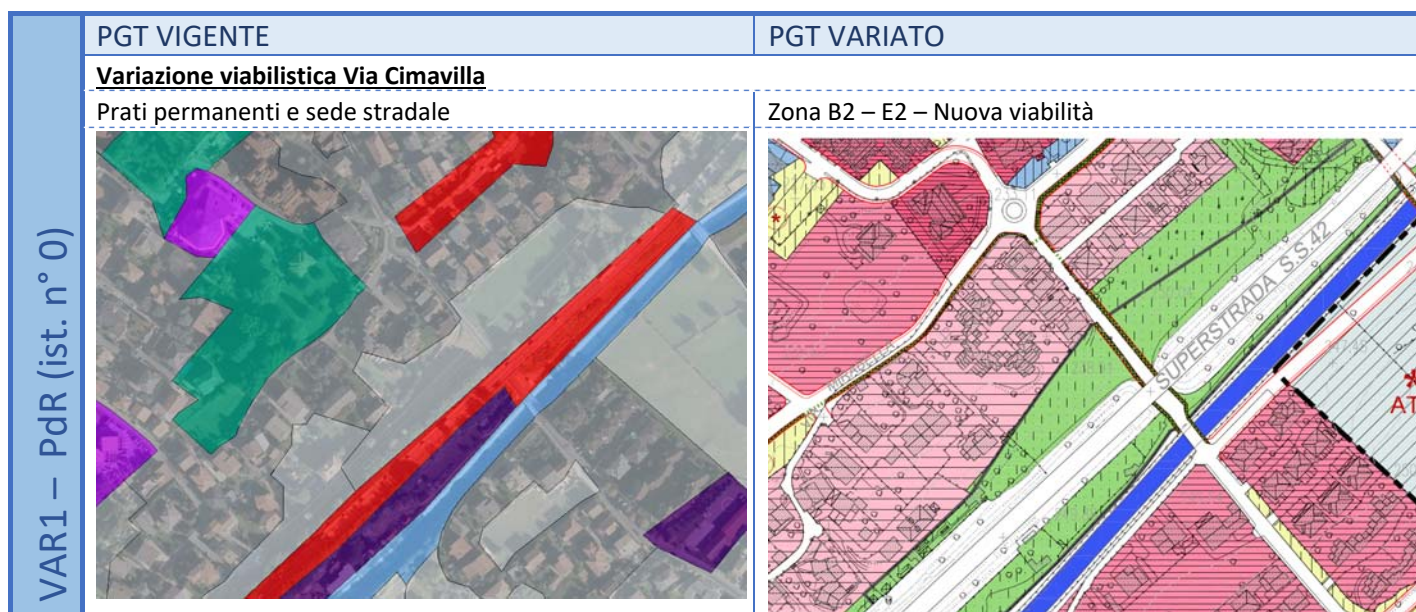 VAR1 – PdR (ist. n° 0)
PGT VIGENTE
PGT VARIATO
Variazione viabilistica Via Cimavilla
Prati permanenti e sede stradale
Zona B2 – E2 – Nuova viabilità
SUPERSTRADA S.S.42
AT